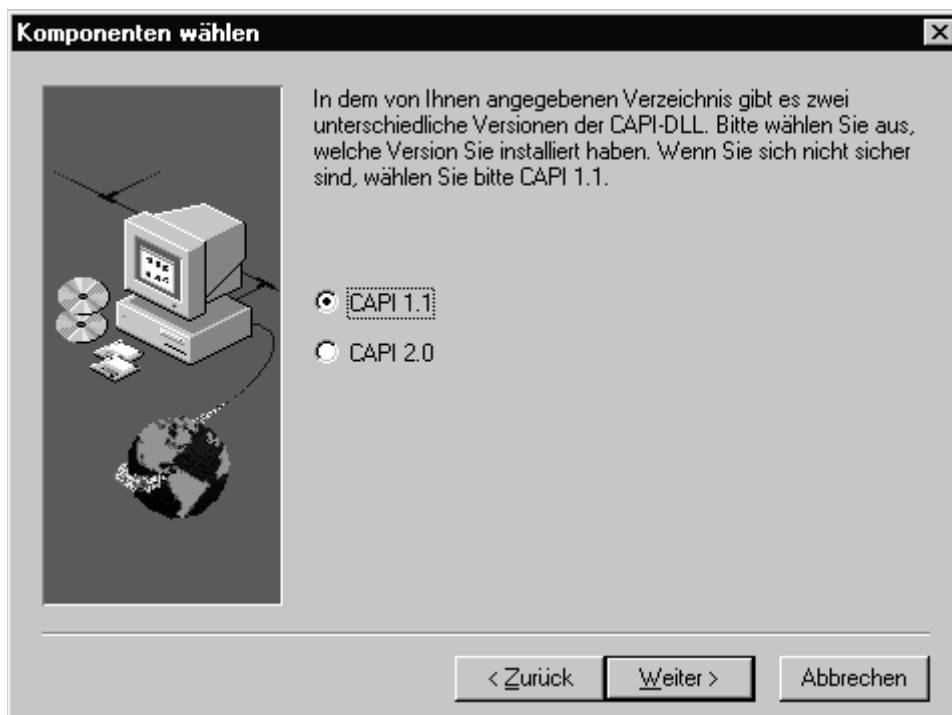 Komponenten wählen
In dem von Ihnen angegebenen Verzeichnis gibt es zwei
unterschiedliche Versionen der CAPI-DLL. Bitte wählen Sie aus,
welche Version Sie installiert haben. Wenn Sie sich nicht sicher
sind, wählen Sie bitte CAPI 1.1.
CAPI 1.1
CAPI 2.0
< Zurück
Weiter >
Abbrechen